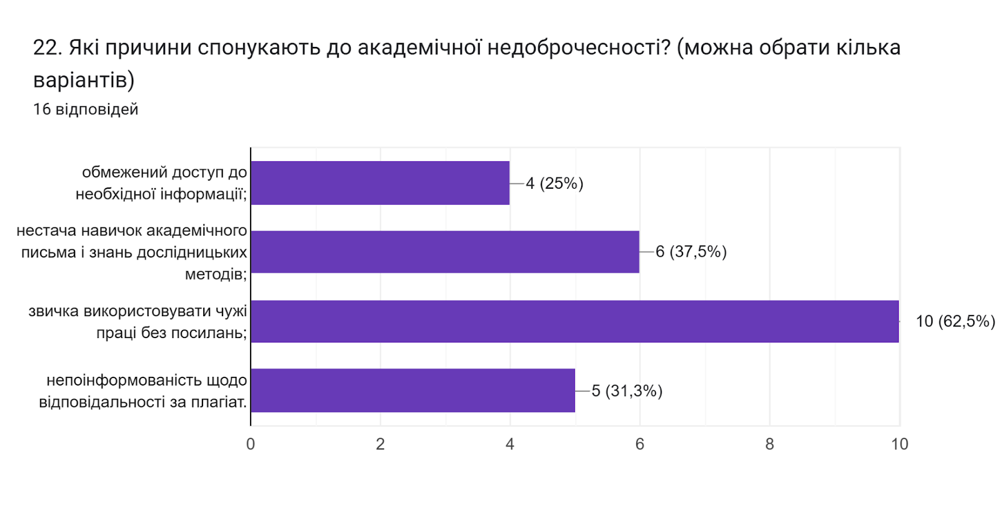 22. Які причини спонукають до академічної недоброчесності? (можна обрати кілька
варіантів)
16 відповідей
обмежений доступ до
необхідної інформації;
4 (25%)
нестача навичок академічного
письма і знань дослідницьких
методів;
6 (37,5%)
звичка використовувати чужі
праці без посилань;
10 (62,5%)
непоінформованість щодо
відповідальності за плагіат.
5 (31,3%)
0 2 4 6 8 10